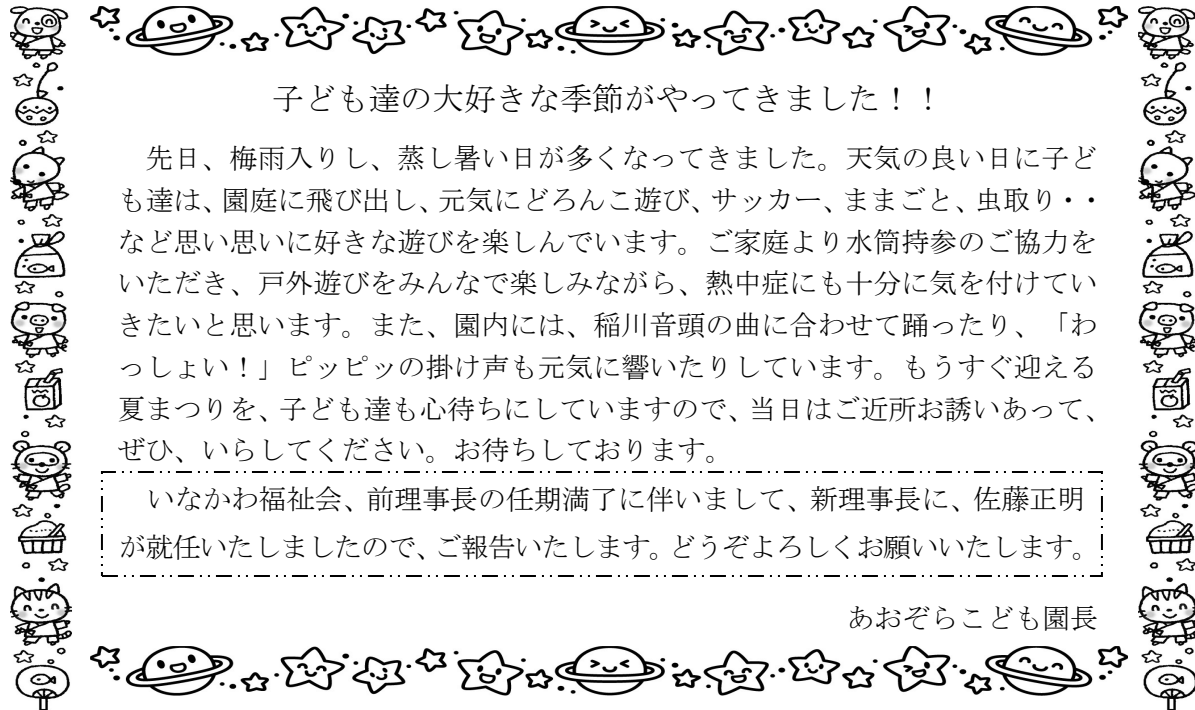 子ども達の大好きな季節がやってきました！！
先日、梅雨入りし、蒸し暑い日が多くなってきました。天気の良い日に子ど
も達は、園庭に飛び出し、元気にどろんこ遊び、サッカー、ままごと、虫取り・・
など思い思いに好きな遊びを楽しんでいます。ご家庭より水筒持参のご協力を
いただき、戸外遊びをみんなで楽しみながら、熱中症にも十分に気を付けてい
きたいと思います。また、園内には、稲川音頭の曲に合わせて踊ったり、「わ
っしょい！」ピッピッの掛け声も元気に響いたりしています。もうすぐ迎える
夏まつりを、子ども達も心待ちにしていますので、当日はご近所お誘いあって、
ぜひ、いらしてください。お待ちしております。
いなかわ福祉会、前理事長の任期満了に伴いまして、新理事長に、佐藤正明
が就任いたしましたので、ご報告いたします。どうぞよろしくお願いいたします。
あおぞらこども園長